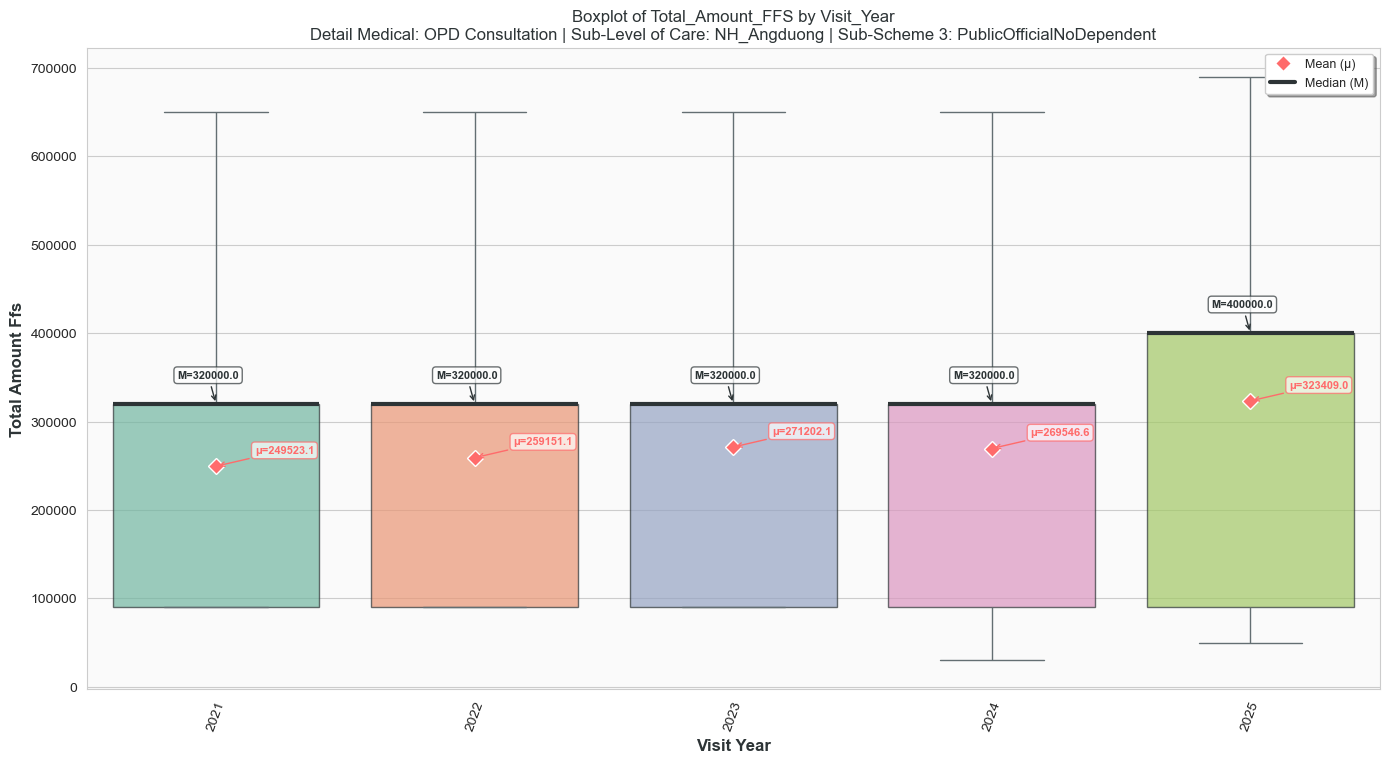 Boxplot of Total_Amount_FFS by Visit_Year
Detail Medical: OPD Consultation | Sub-Level of Care: NH_Angduong | Sub-Scheme 3: PublicOfficialNoDependent
Mean (μ)
Median (M)
Total Amount Ffs
700000
600000
500000
400000
300000
200000
100000
0
M=320000.0
μ=249523.1
M=320000.0
μ=259151.1
M=320000.0
μ=271202.1
M=320000.0
μ=269546.6
M=400000.0
μ=323409.0
2021
2022
2023
2024
2025
Visit Year